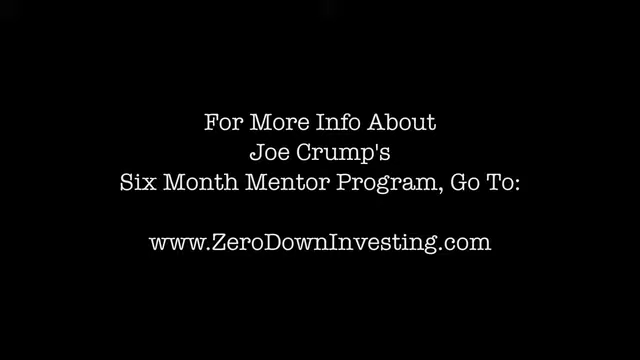 For More Info About
Joe Crump's
Six Month Mentor Program, Go To:
www.ZeroDownInvesting.com